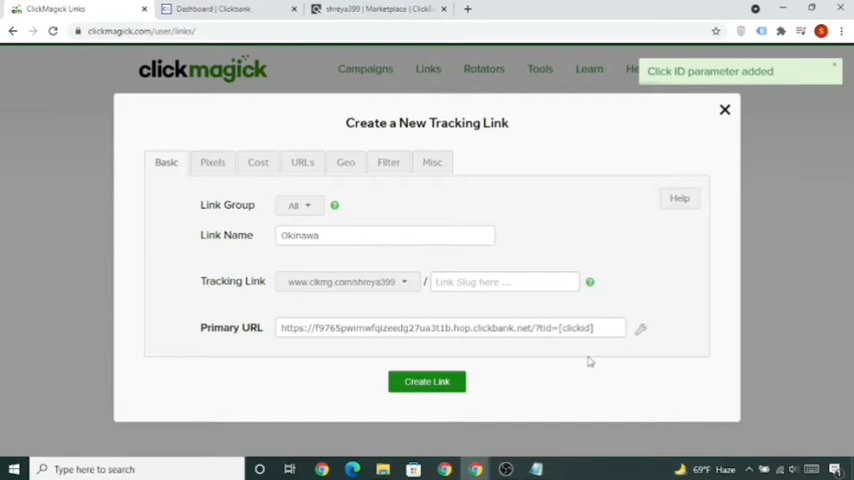 ClickMagick Links
Dashboard | Clickbank
shreya399 | Marketplace | ClickB
clickmagick.com/user/links/
S
clickmagick
Campaigns
Links
Rotators
Tools
Learn
He
Click ID parameter added
Create a New Tracking Link
Basic
Pixels
Cost
URLs
Geo
Filter
Misc
Help
Link Group
All
Link Name
Okinawa
Tracking Link
www.clkmg.com/shreya399
/
Link Slug here ...
Primary URL
https://f9765pwimwfqizeedg27ua3t1b.hop.clickbank.net/?tid=[clickid]
Create Link
Type here to search
69°F Haze